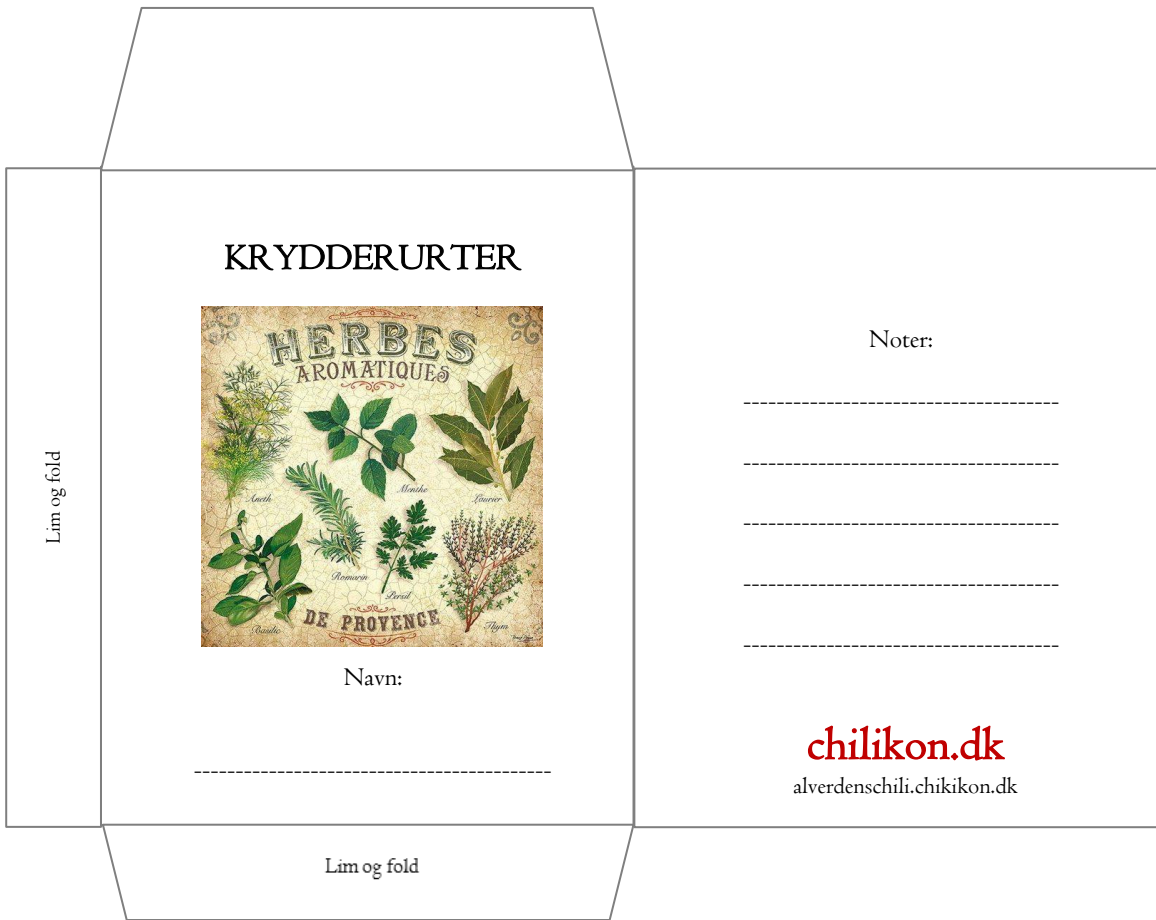 KRYDDERURTER
HERBES
AROMATIQUES
Aneth
Menthe
Laurier
Romarin
Persil
Basilic
Thym
DE PROVENCE
Navn:
Lim og fold
Lim og fold
Noter:
chilikon.dk
alverdenschili.chikikon.dk